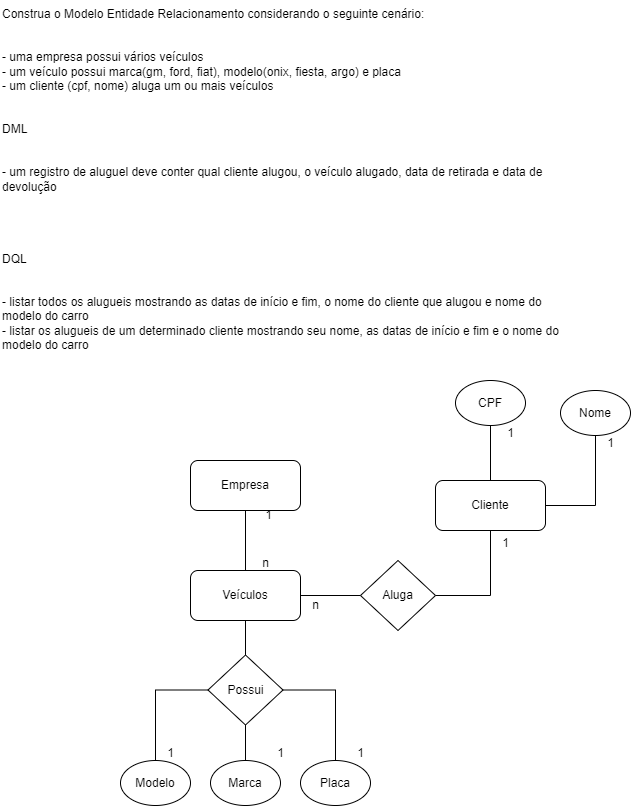 Construa o Modelo Entidade Relacionamento considerando o seguinte cenário:
- uma empresa possui vários veículos
- um veículo possui marca(gm, ford, fiat), modelo(onix, fiesta, argo) e placa
- um cliente (cpf, nome) aluga um ou mais veículos
DML
- um registro de aluguel deve conter qual cliente alugou, o veículo alugado, data de retirada e data de
devolução
DQL
- listar todos os alugueis mostrando as datas de início e fim, o nome do cliente que alugou e nome do
modelo do carro
- listar os alugueis de um determinado cliente mostrando seu nome, as datas de início e fim e o nome do
modelo do carro
CPF
Nome
1
1
Empresa
Cliente
1
1
n
Veículos
Aluga
n
Possui
1
1
1
Modelo
Marca
Placa